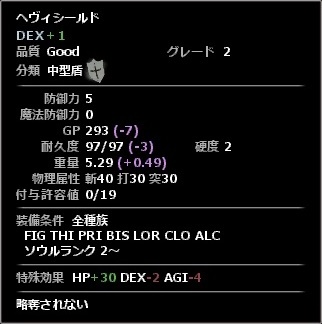 ヘヴィシールド
DEX+1
品質 Good グレード 2
分類 中型盾
防御力 5
魔法防御力 0
GP 293 (-7)
耐久度 97/97 (-3) 硬度 2
重量 5.29 (+0.49)
物理属性 斬40 打30 突30
付与許容値 0/19
装備条件 全種族
FIG THI PRI BIS LOR CLO ALC
ソウルランク 2～
特殊効果 HP+30 DEX-2 AGI-4
略奪されない